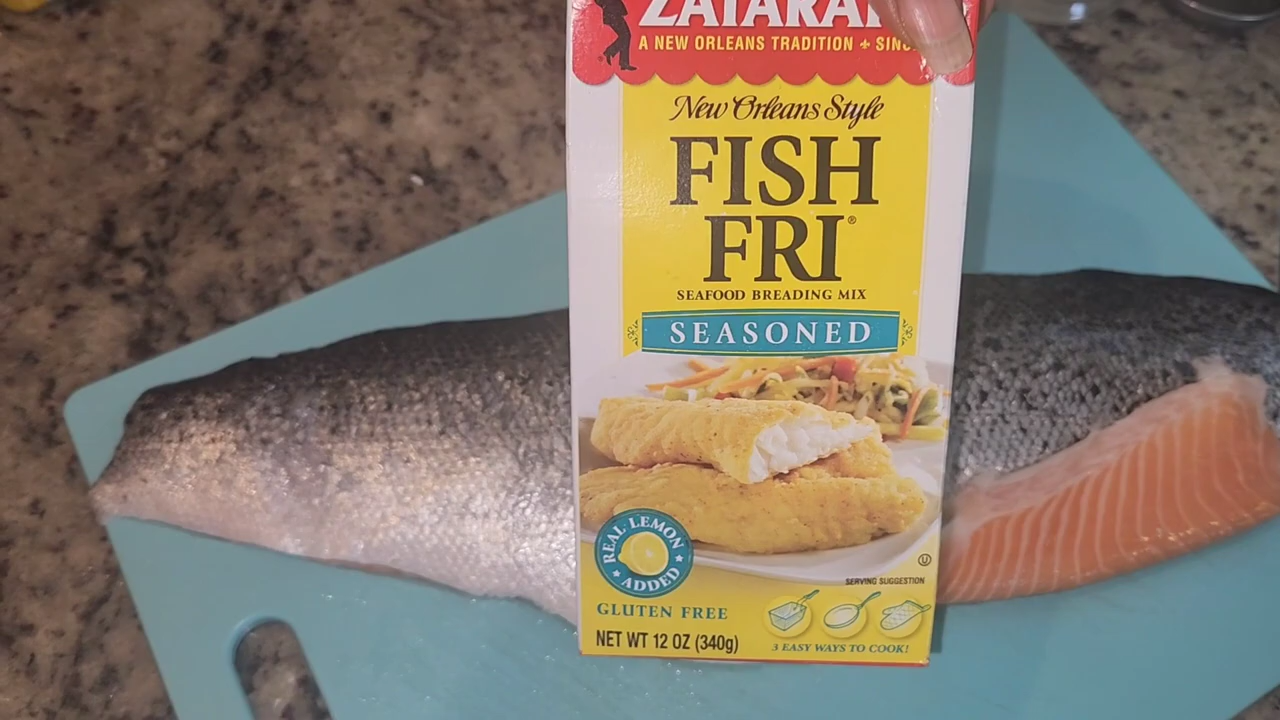 A NEW ORLEANS TRADITION
New Orleans Style
FISH
FRI®
SEAFOOD BREADING MIX
SEASONED
REAL LEMON
ADDED
SERVING SUGGESTION
GLUTEN FREE
NET WT 12 OZ (340g)
3 EASY WAYS TO COOK!